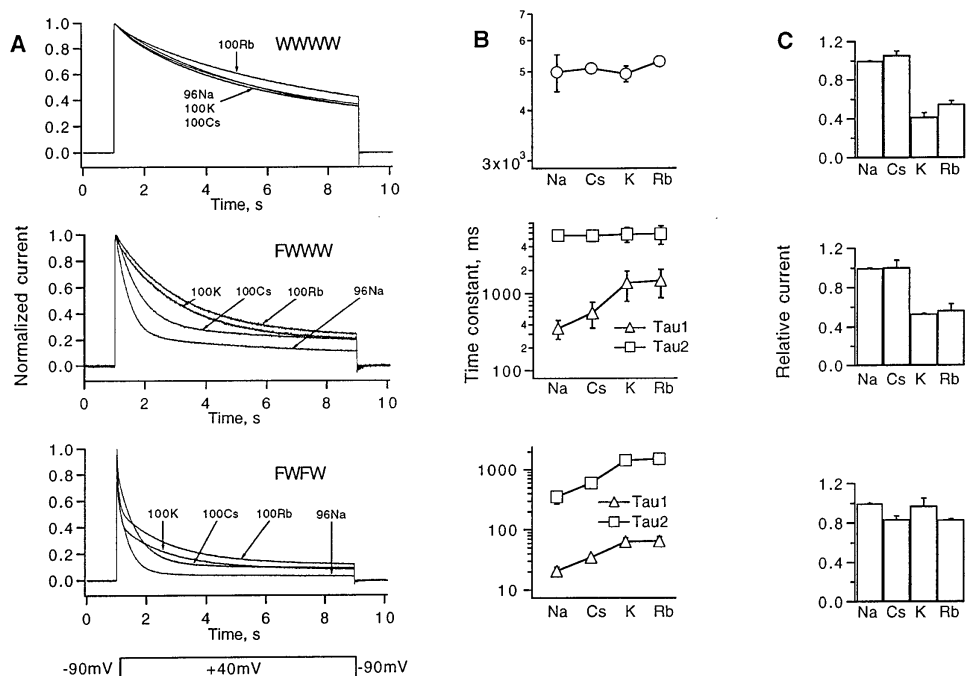 A
Normalized current
1.0
0.8
0.6
0.4
0.2
0.0
100Rb
WWWW
96Na
100K
100Cs
0 2 4 6 8 10
Time, s
1.0
0.8
0.6
0.4
0.2
0.0
FWWW
100K
100Cs
100Rb
96Na
0 2 4 6 8 10
Time, s
1.0
0.8
0.6
0.4
0.2
0.0
FWFW
100K
100Cs
100Rb
96Na
0 2 4 6 8 10
Time, s
-90mV
+40mV
-90mV
B
Time constant, ms
7
6
5
4
3x10³
Na Cs K Rb
4
2
1000
4
2
100
Tau1
Tau2
Na Cs K Rb
1000
100
10
Tau1
Tau2
Na Cs K Rb
C
Relative current
1.2
0.8
0.4
0.0
Na Cs K Rb
1.2
0.8
0.4
0.0
Na Cs K Rb
1.2
0.8
0.4
0.0
Na Cs K Rb